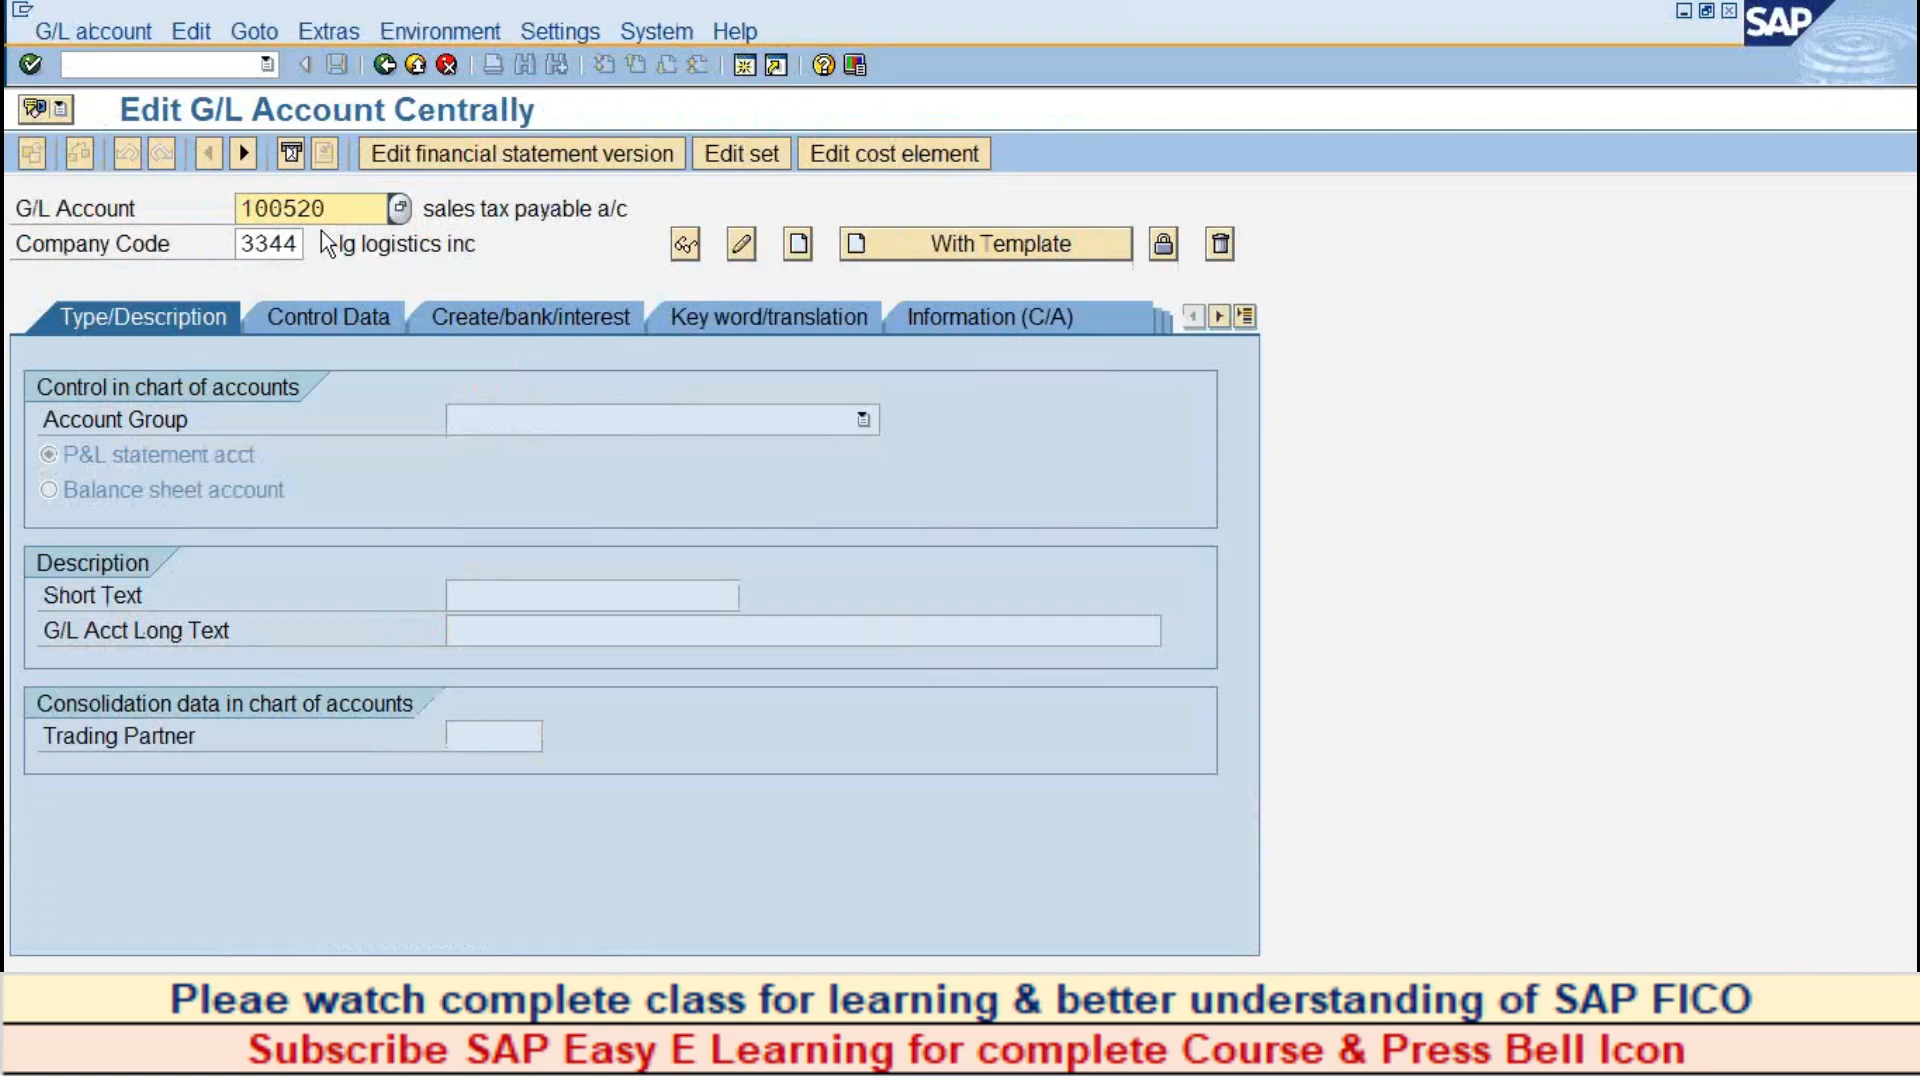 G/L account Edit Goto Extras Environment Settings System Help
SAP
Edit G/L Account Centrally
Edit financial statement version Edit set Edit cost element
G/L Account 100520 sales tax payable a/c
Company Code 3344 lg logistics inc With Template
Type/Description Control Data Create/bank/interest Key word/translation Information (C/A)
Control in chart of accounts
Account Group
P&L statement acct
Balance sheet account
Description
Short Text
G/L Acct Long Text
Consolidation data in chart of accounts
Trading Partner
Pleae watch complete class for learning & better understanding of SAP FICO
Subscribe SAP Easy E Learning for complete Course & Press Bell Icon